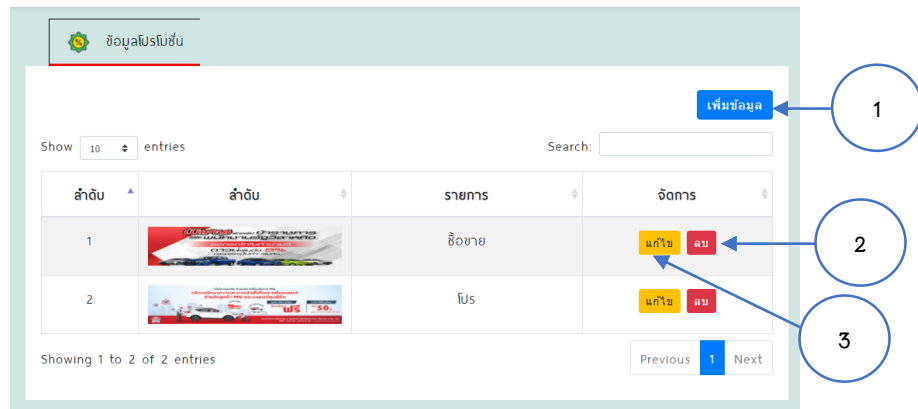 ข้อมูลโปรโมชั่น
เพิ่มข้อมูล
1
Show 10 entries
Search:
ลำดับ ลำดับ รายการ จัดการ
1 ซื้อขาย แก้ไข ลบ
2
2 โปร แก้ไข ลบ
3
Showing 1 to 2 of 2 entries
Previous 1 Next